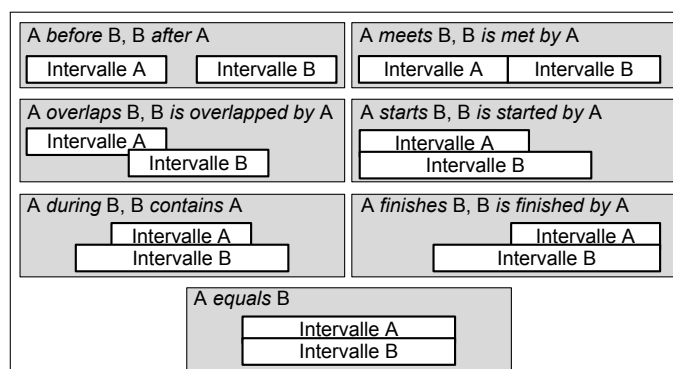 A before B, B after A
Intervalle A Intervalle B
A meets B, B is met by A
Intervalle A Intervalle B
A overlaps B, B is overlapped by A
Intervalle A
Intervalle B
A starts B, B is started by A
Intervalle A
Intervalle B
A during B, B contains A
Intervalle A
Intervalle B
A finishes B, B is finished by A
Intervalle A
Intervalle B
A equals B
Intervalle A
Intervalle B